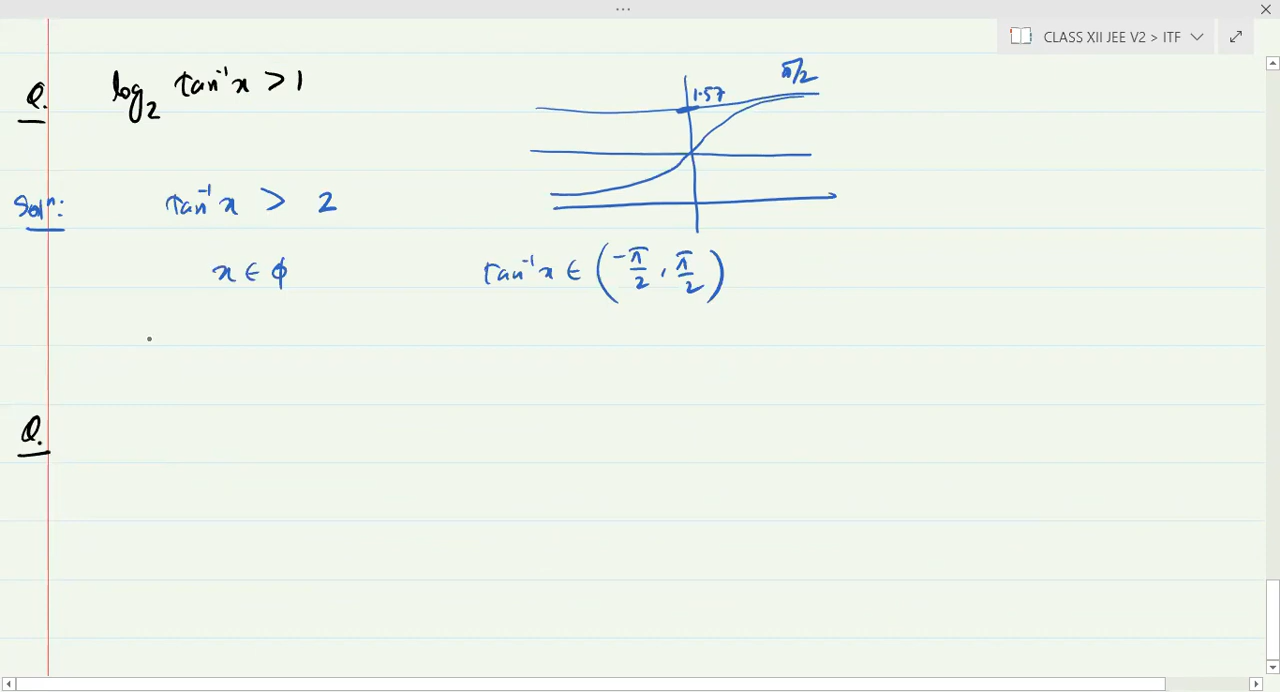 CLASS XII JEE V2 > ITF
Q. log₂ tan⁻¹x > 1
π/2
1.57
Solⁿ: tan⁻¹x > 2
x ∈ ϕ
tan⁻¹x ∈ (-π/2, π/2)
Q.